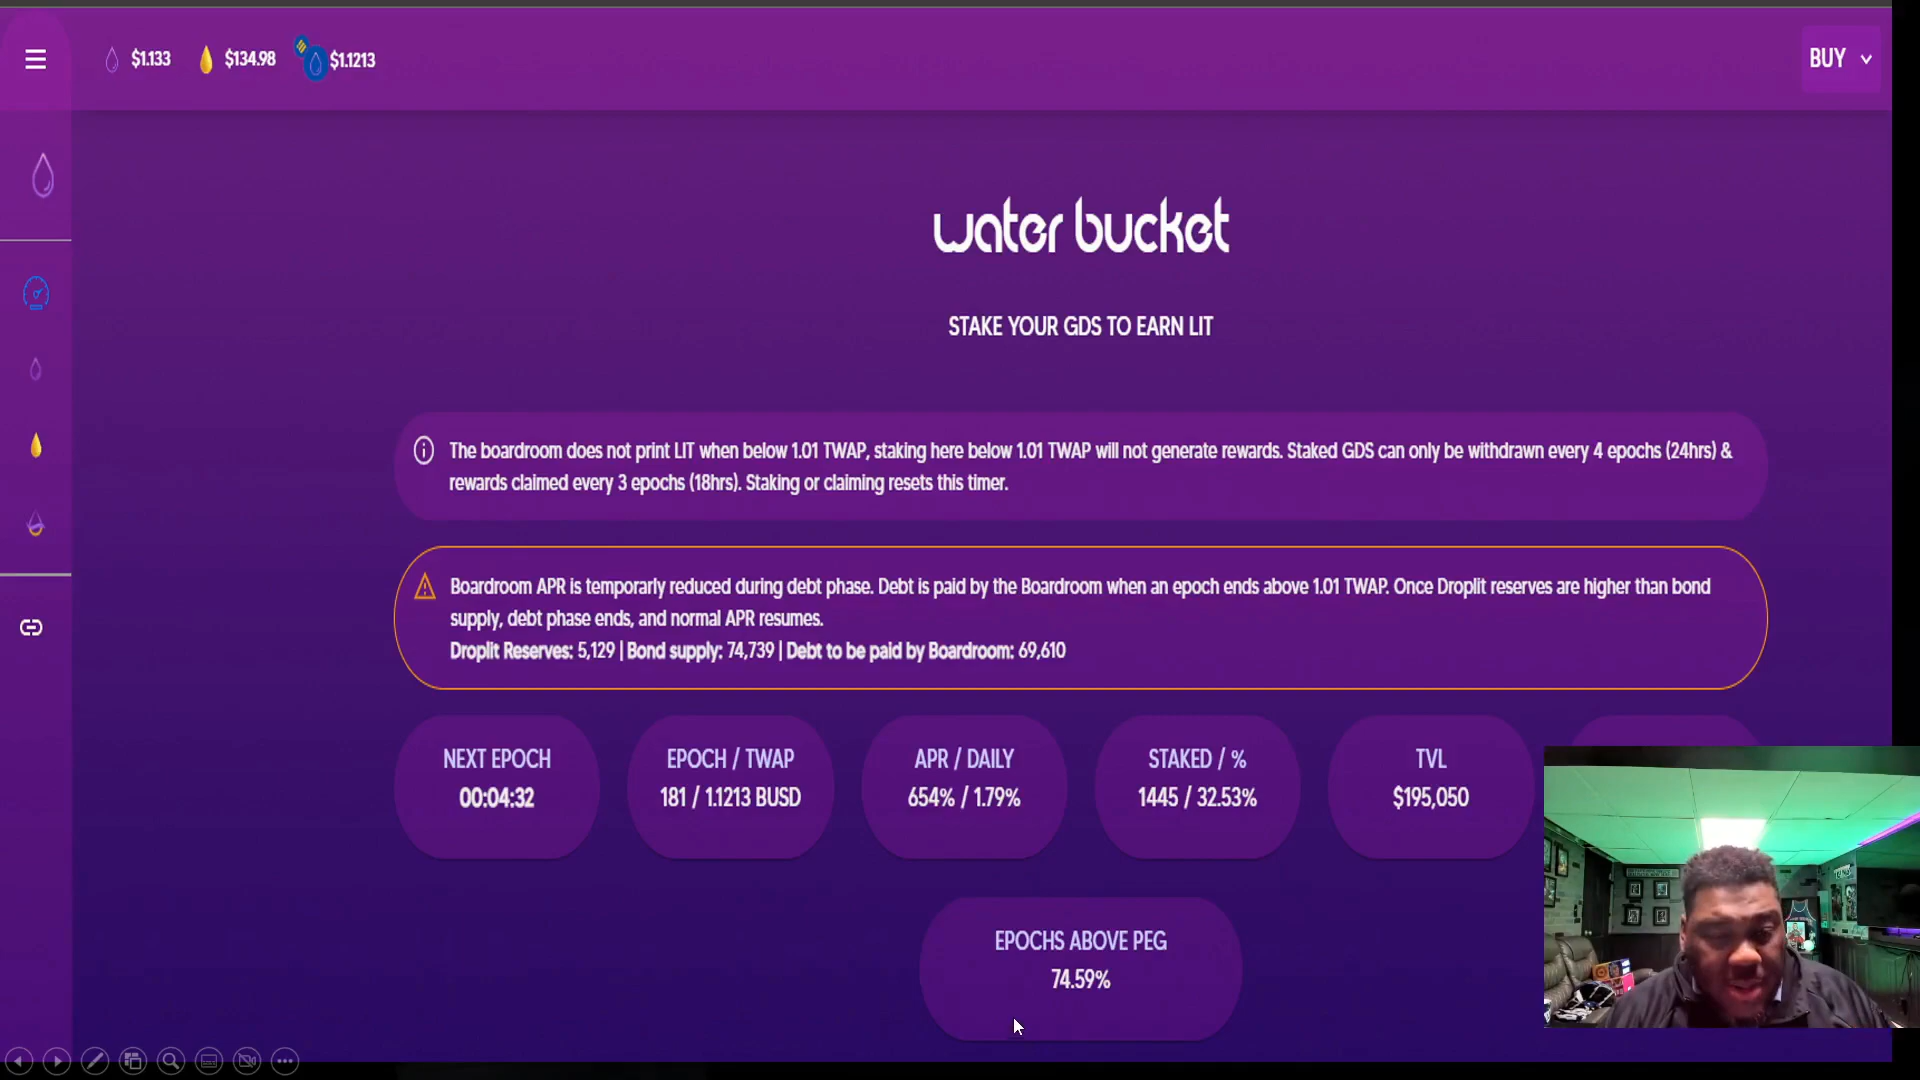 $1.133
$134.98
$1.1213
BUY
water bucket
STAKE YOUR GDS TO EARN LIT
The boardroom does not print LIT when below 1.01 TWAP, staking here below 1.01 TWAP will not generate rewards. Staked GDS can only be withdrawn every 4 epochs (24hrs) &
rewards claimed every 3 epochs (18hrs). Staking or claiming resets this timer.
Boardroom APR is temporarly reduced during debt phase. Debt is paid by the Boardroom when an epoch ends above 1.01 TWAP. Once Droplit reserves are higher than bond
supply, debt phase ends, and normal APR resumes.
Droplit Reserves: 5,129 | Bond supply: 74,739 | Debt to be paid by Boardroom: 69,610
NEXT EPOCH
00:04:32
EPOCH / TWAP
181 / 1.1213 BUSD
APR / DAILY
654% / 1.79%
STAKED / %
1445 / 32.53%
TVL
$195,050
EPOCHS ABOVE PEG
74.59%